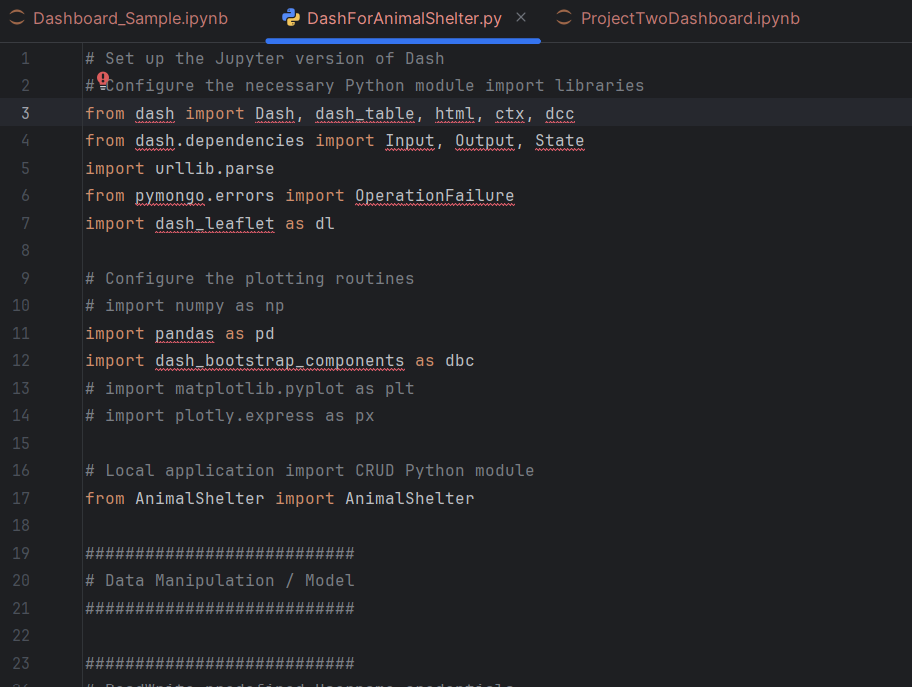 Dashboard_Sample.ipynb DashForAnimalShelter.py ProjectTwoDashboard.ipynb
1 # Set up the Jupyter version of Dash
2 # Configure the necessary Python module import libraries
3 from dash import Dash, dash_table, html, ctx, dcc
4 from dash.dependencies import Input, Output, State
5 import urllib.parse
6 from pymongo.errors import OperationFailure
7 import dash_leaflet as dl
8
9 # Configure the plotting routines
10 # import numpy as np
11 import pandas as pd
12 import dash_bootstrap_components as dbc
13 # import matplotlib.pyplot as plt
14 # import plotly.express as px
15
16 # Local application import CRUD Python module
17 from AnimalShelter import AnimalShelter
18
19 ###########################
20 # Data Manipulation / Model
21 ###########################
22
23 ###########################